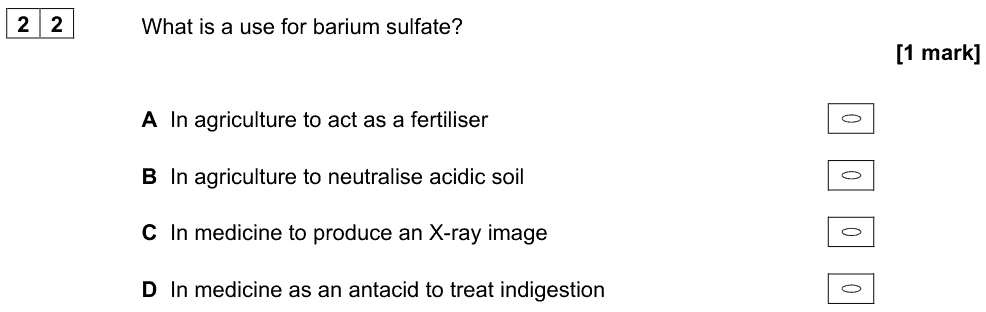 2 2 What is a use for barium sulfate?
[1 mark]
A In agriculture to act as a fertiliser
B In agriculture to neutralise acidic soil
C In medicine to produce an X-ray image
D In medicine as an antacid to treat indigestion